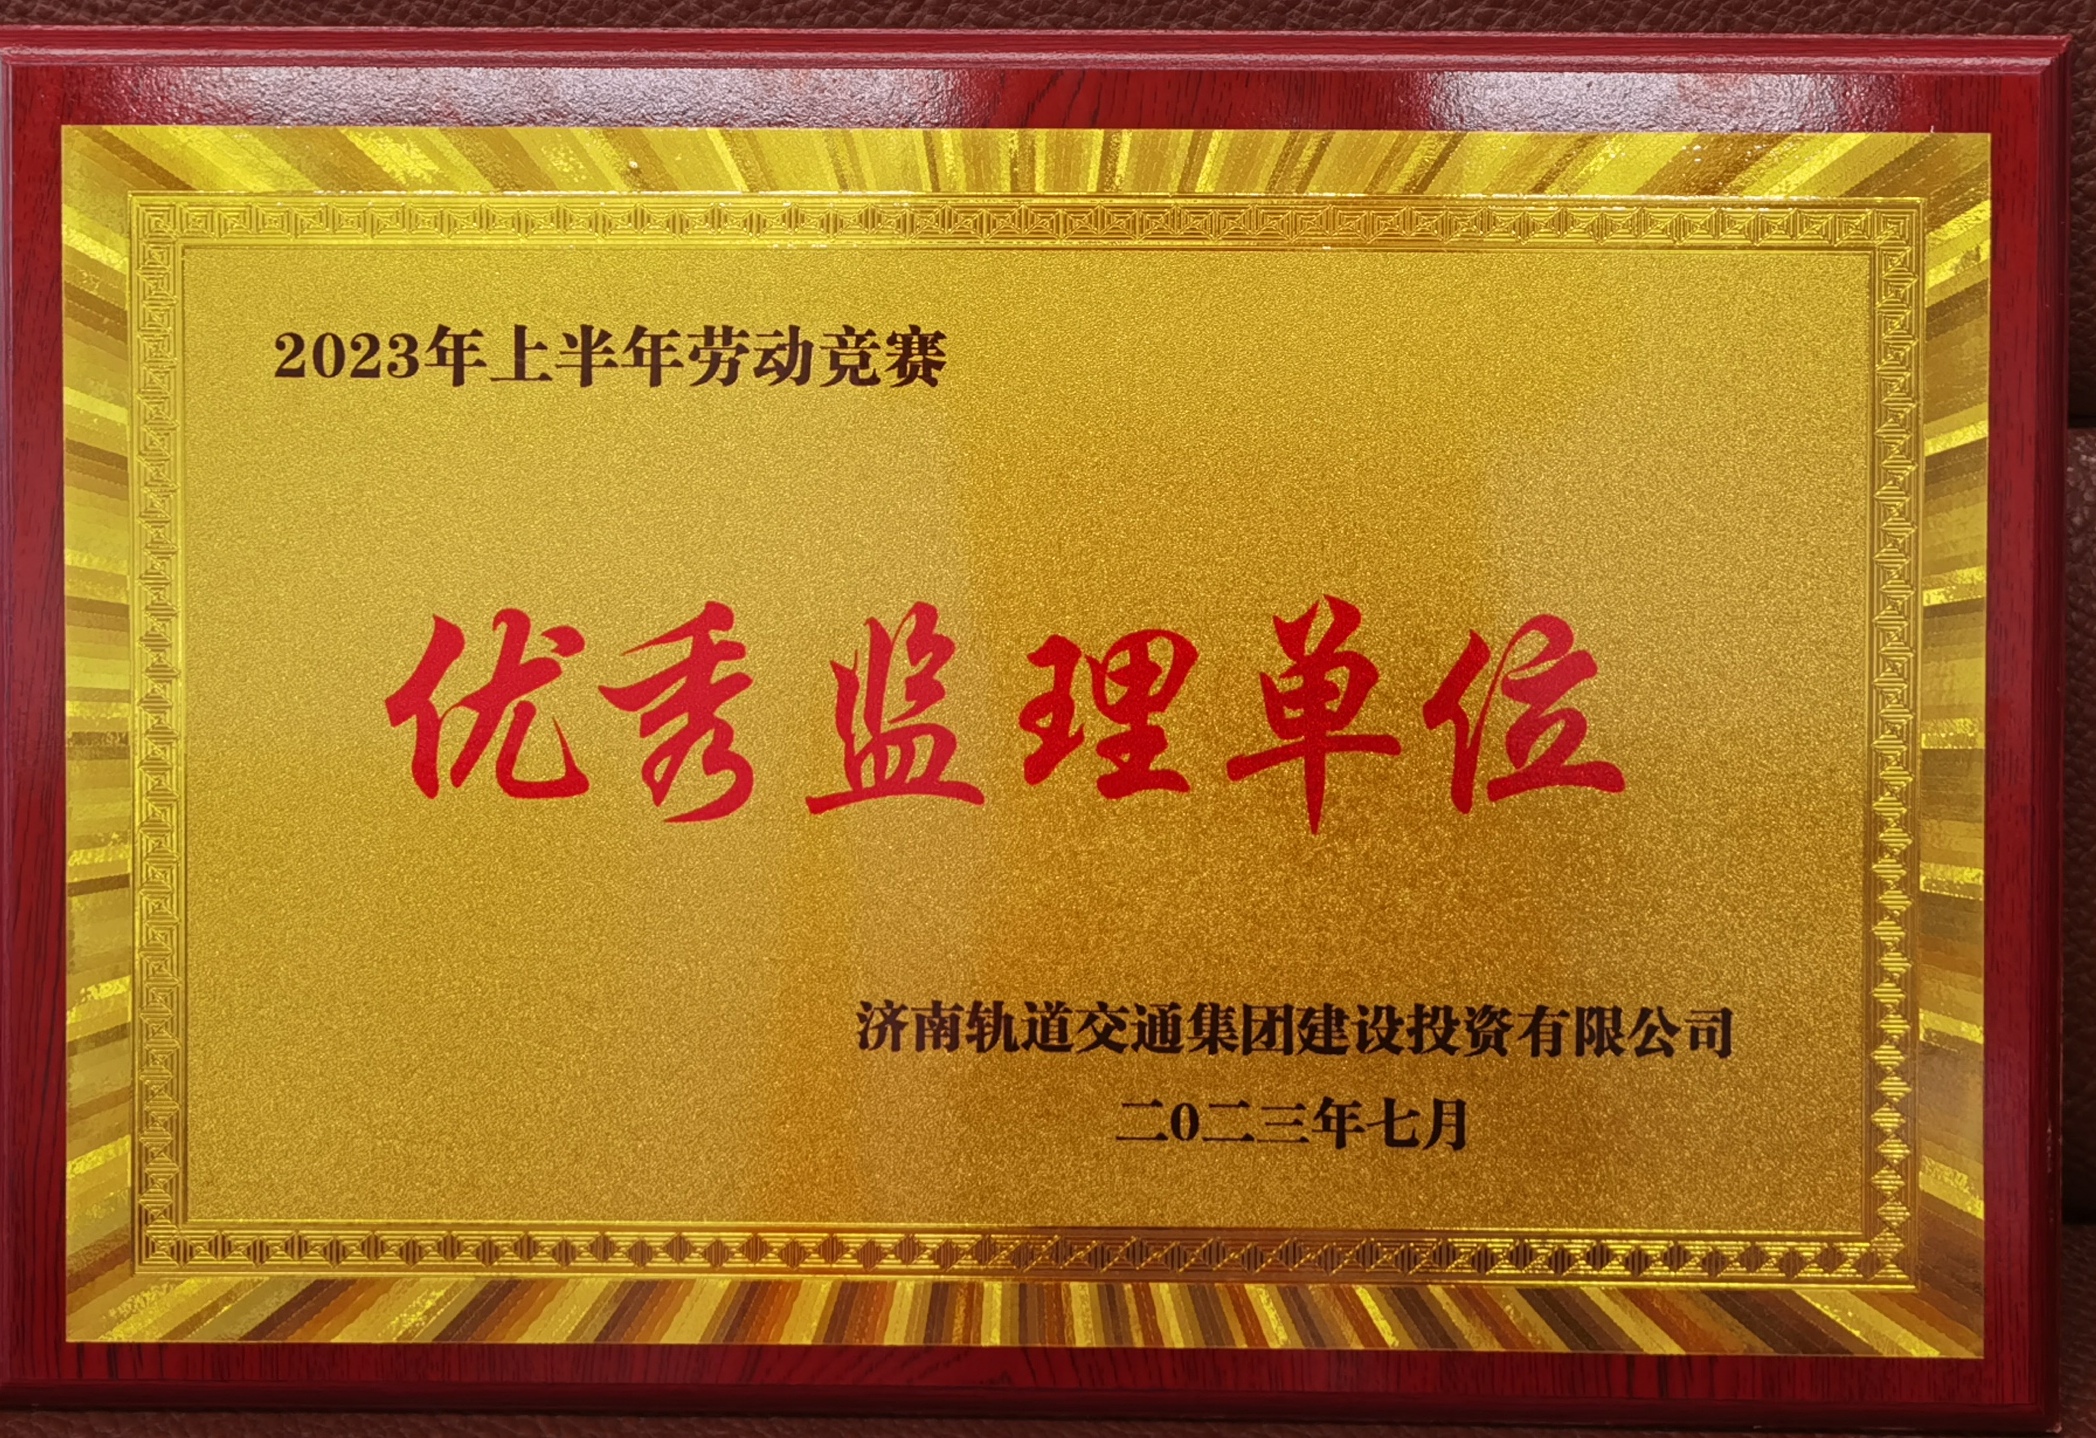 2023年上半年劳动竞赛
优秀监理单位
济南轨道交通集团建设投资有限公司
二0二三年七月